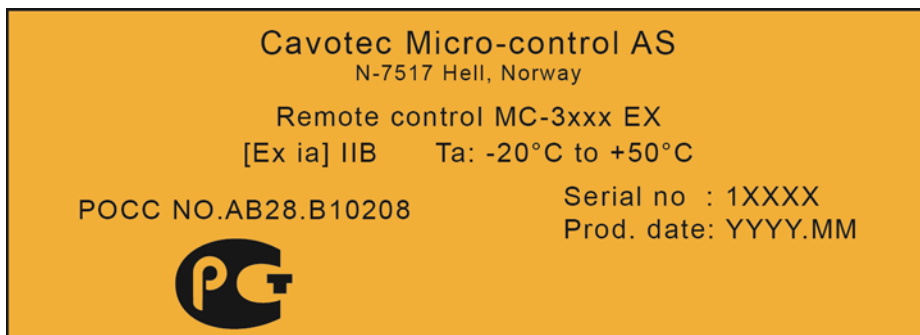 Cavotec Micro-control AS
N-7517 Hell, Norway
Remote control MC-3xxx EX
[Ex ia] IIB Ta: -20°C to +50°C
POCC NO.AB28.B10208
Serial no : 1XXXX
Prod. date: YYYY.MM